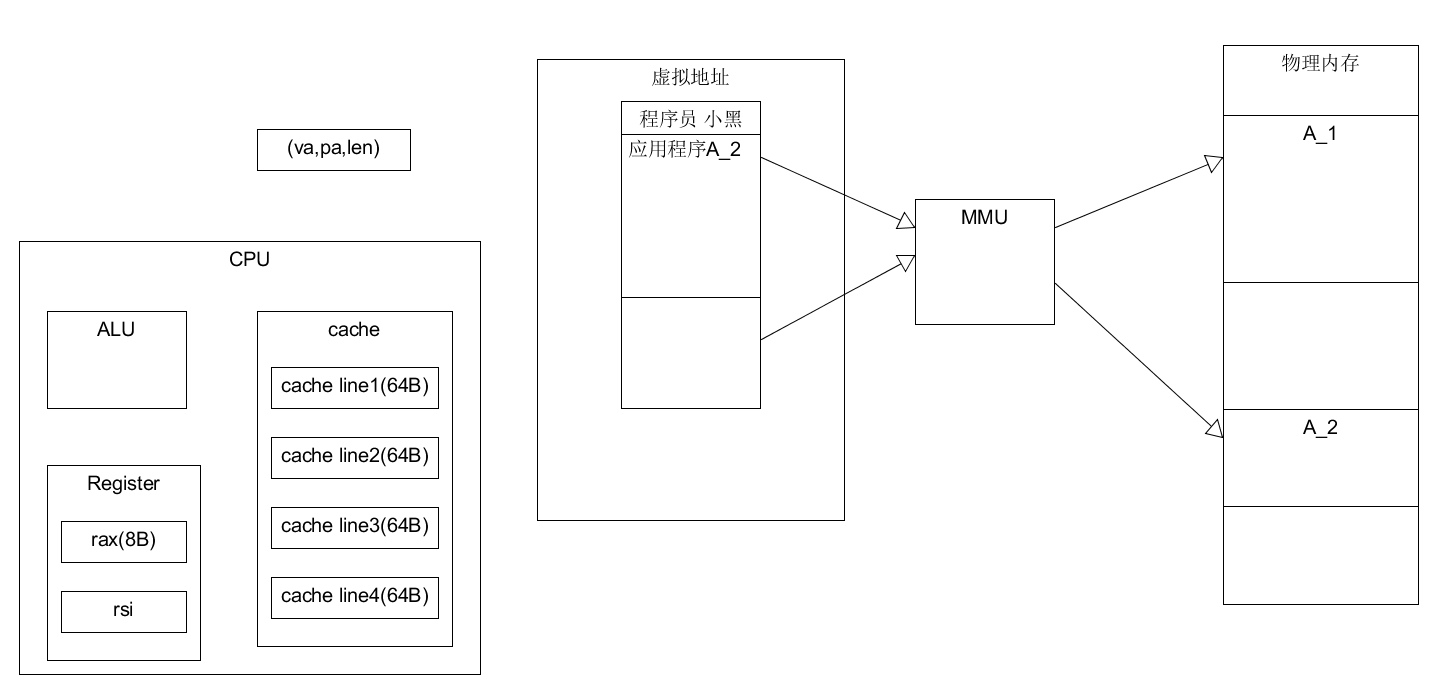 (va,pa,len)
CPU
ALU
Register
rax(8B)
rsi
cache
cache line1(64B)
cache line2(64B)
cache line3(64B)
cache line4(64B)
虚拟地址
程序员 小黑
应用程序A_2
MMU
物理内存
A_1
A_2